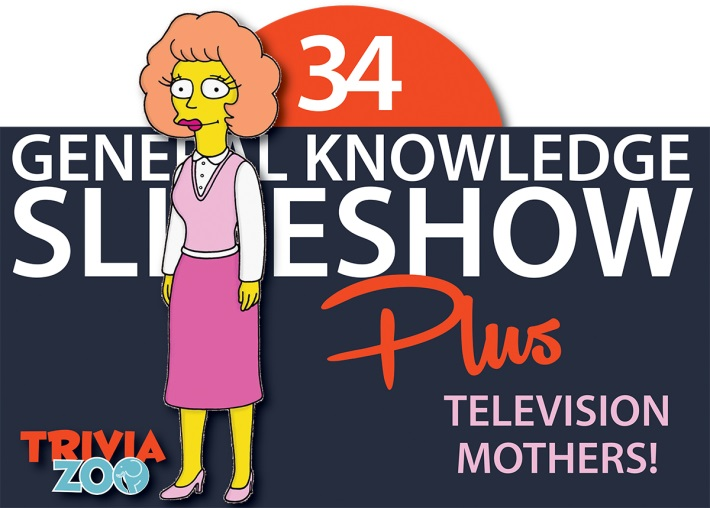 34
GENERAL KNOWLEDGE
SLIDESHOW
Plus
TELEVISION
MOTHERS!
TRIVIA
ZOO